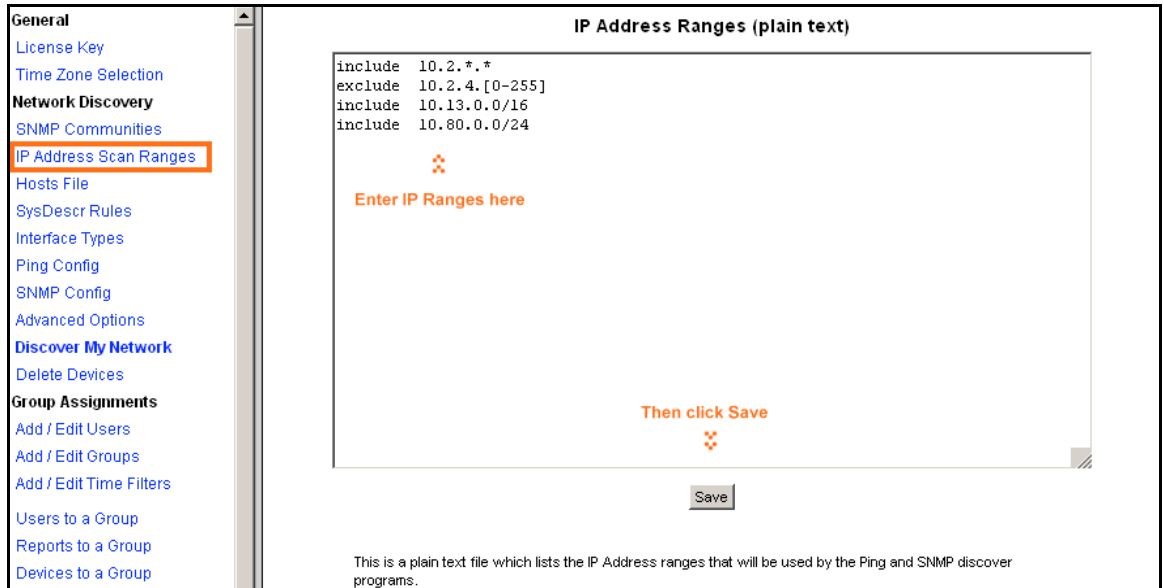 General
License Key
Time Zone Selection
Network Discovery
SNMP Communities
IP Address Scan Ranges
Hosts File
SysDescr Rules
Interface Types
Ping Config
SNMP Config
Advanced Options
Discover My Network
Delete Devices
Group Assignments
Add / Edit Users
Add / Edit Groups
Add / Edit Time Filters
Users to a Group
Reports to a Group
Devices to a Group
IP Address Ranges (plain text)
include 10.2.*.*
exclude 10.2.4.[0-255]
include 10.13.0.0/16
include 10.80.0.0/24
Enter IP Ranges here
Then click Save
Save
This is a plain text file which lists the IP Address ranges that will be used by the Ping and SNMP discover
programs.